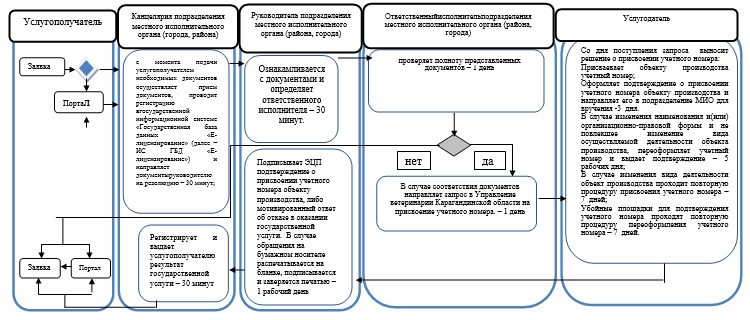 Услугополучатель
Заявка
ПорталЛ
Заявка
Портал
Канцелярия подразделения
местного исполнительного
органа (города, района)
с момента подачи
услугополучателем
необходимых документов
осуществляет прием
документов, проводит
регистрацию
вгосударственной
информационной системе
«Государственная база
данных «Е-
лицензирование») (далее –
ИС ГБД «Е-
лицензирование») и
направляет
документыруководителю
на резолюцию – 30 минут;
Регистрирует и
выдает
услугополучателю
результат
государственной
услуги – 30 минут
Руководитель подразделения
местного исполнительного
органа (района, города)
Ознакамливается
с документами и
определяет
ответственного
исполнителя – 30
минут.
Подписывает ЭЦП
подтверждение о
присвоении учетного
номера объекту
производства, либо
мотивированный ответ
об отказе в оказании
государственной
услуги. В случае
обращения на
бумажном носителе
распечатывается на
бланке, подписывается
и заверяется печатью –
1 рабочий день
Ответственныйисполнительподразделения
местного исполнительного органа (района,
города)
проверяет полноту представленных
документов – 1 день
нет
да
В случае соответствия документов
направляет запрос в Управление
ветеринарии Карагандинской области на
присвоение учетного номера. – 1 день
Услугодатель
Со дня поступления запроса выносит
решение о присвоении учетного номера:
Присваевает объекту производства
учетный номер;
Оформляет подтверждение о присвоении
учетного номера объекту производства и
направляет его в подразделение МИО для
вручения -3 дня.
В случае изменения наименования и(или)
организационно-правовой формы и не
повлекшее изменение вида
осуществляемой деятельности объекта
производства, переоформляет учетный
номер и выдает подтверждение – 5
рабочих дня;
В случае изменения вида деятельности
объект производства проходит повторную
процедуру присвоения учетного номера –
7 дней;
Убойные площадки для подтверждения
учетного номера проходят повторную
процедуру переоформления учетного
номера – 7 дней.